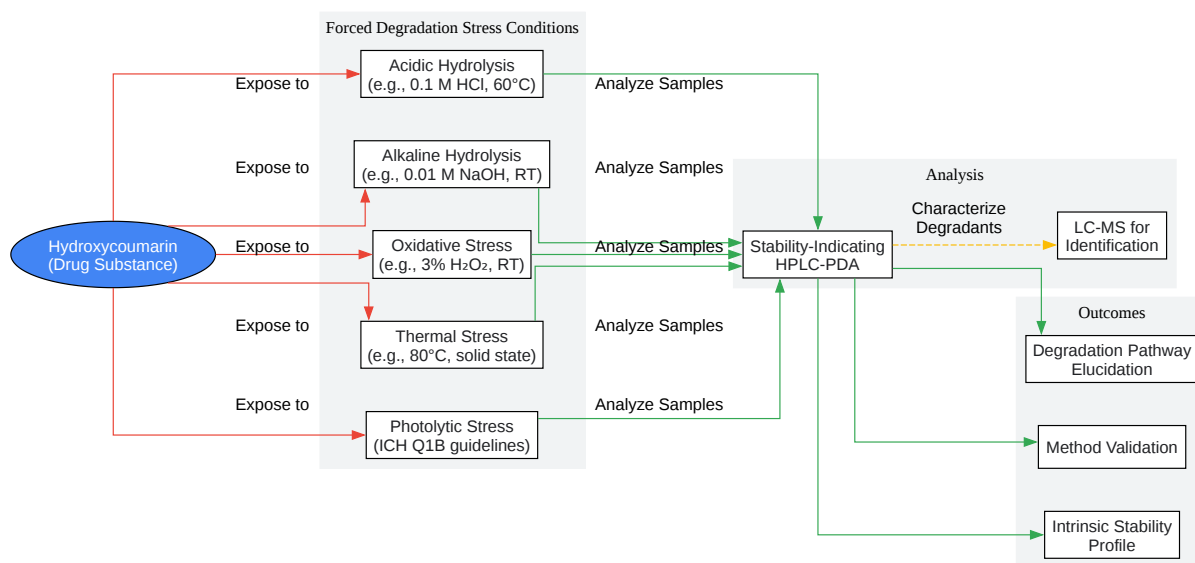 Forced Degradation Stress Conditions
Acidic Hydrolysis
(e.g., 0.1 M HCl, 60°C)
Expose to
Analyze Samples
Alkaline Hydrolysis
(e.g., 0.01 M NaOH, RT)
Expose to
Analyze Samples
Analysis
Characterize
Degradants
LC-MS for
Identification
Hydroxycoumarin
(Drug Substance)
Expose to
Oxidative Stress
(e.g., 3% H₂O₂, RT)
Analyze Samples
Stability-Indicating
HPLC-PDA
Outcomes
Expose to
Thermal Stress
(e.g., 80°C, solid state)
Analyze Samples
Degradation Pathway
Elucidation
Expose to
Photolytic Stress
(ICH Q1B guidelines)
Analyze Samples
Method Validation
Intrinsic Stability
Profile